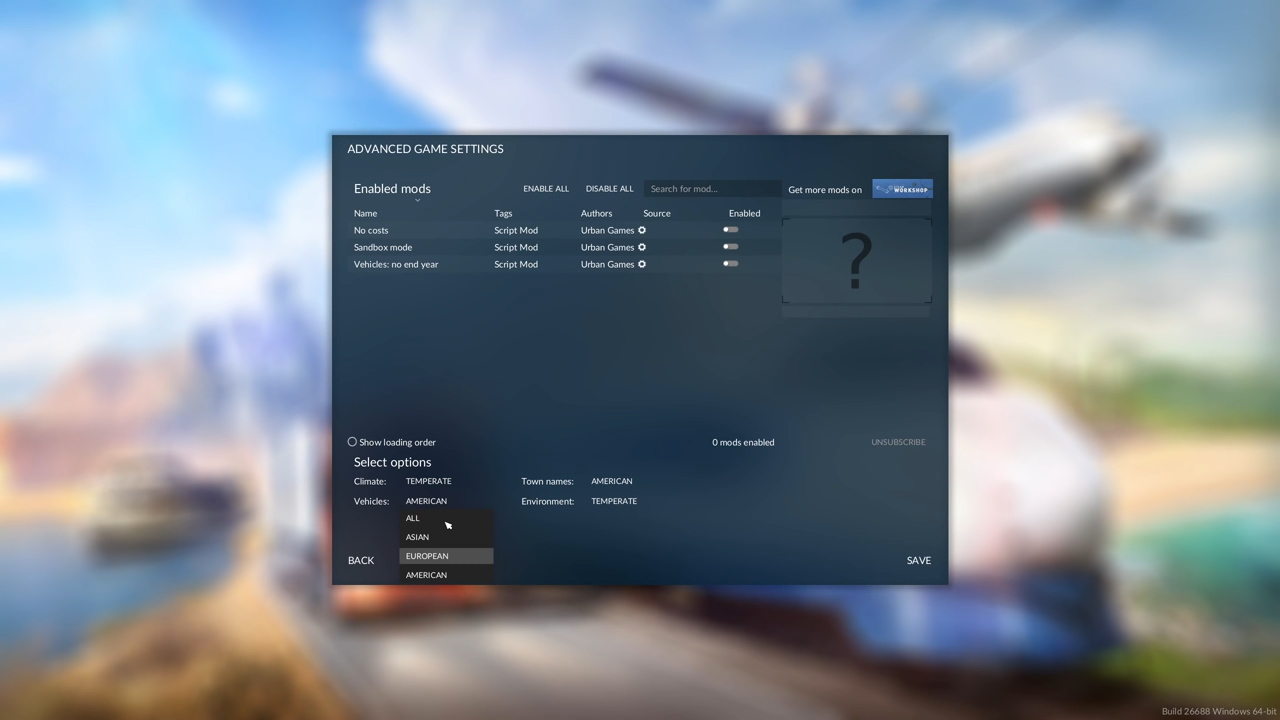 ADVANCED GAME SETTINGS
Enabled mods ENABLE ALL DISABLE ALL Search for mod... Get more mods on WORKSHOP
Name Tags Authors Source Enabled
No costs Script Mod Urban Games
Sandbox mode Script Mod Urban Games
Vehicles: no end year Script Mod Urban Games
?
Show loading order 0 mods enabled UNSUBSCRIBE
Select options
Climate: TEMPERATE Town names: AMERICAN
Vehicles: AMERICAN Environment: TEMPERATE
ALL
ASIAN
EUROPEAN
AMERICAN
BACK SAVE
Build 26688 Windows 64-bit